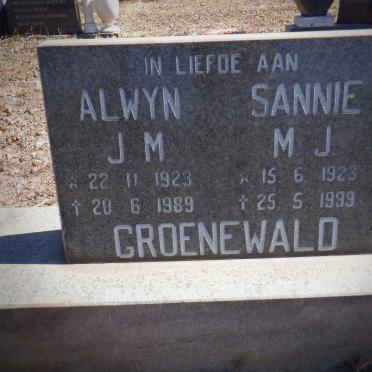 IN LIEFDE AAN
ALWYN SANNIE
J M M J
* 22 11 1923 * 15 6 1923
† 20 6 1989 † 25 5 1999
GROENEWALD